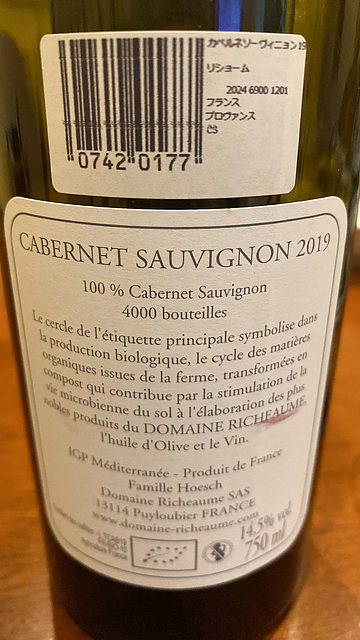 カベルネソーヴィニョン19
リショーム
2024 6900 1201
フランス
プロヴァンス
0742 0177
CABERNET SAUVIGNON 2019
100 % Cabernet Sauvignon
4000 bouteilles
Le cercle de l'étiquette principale symbolise dans
la production biologique, le cycle des matières
organiques issues de la ferme, transformées en
compost qui contribue par la stimulation de la
vie microbienne du sol à l'élaboration des plus
nobles produits du DOMAINE RICHEAUME,
l'huile d'Olive et le Vin.
IGP Méditerranée - Produit de France
Famille Hoesch
Domaine Richeaume SAS
13114 Puyloubier FRANCE
www.domaine-richeaume.com
14.5% vol.
750 ml